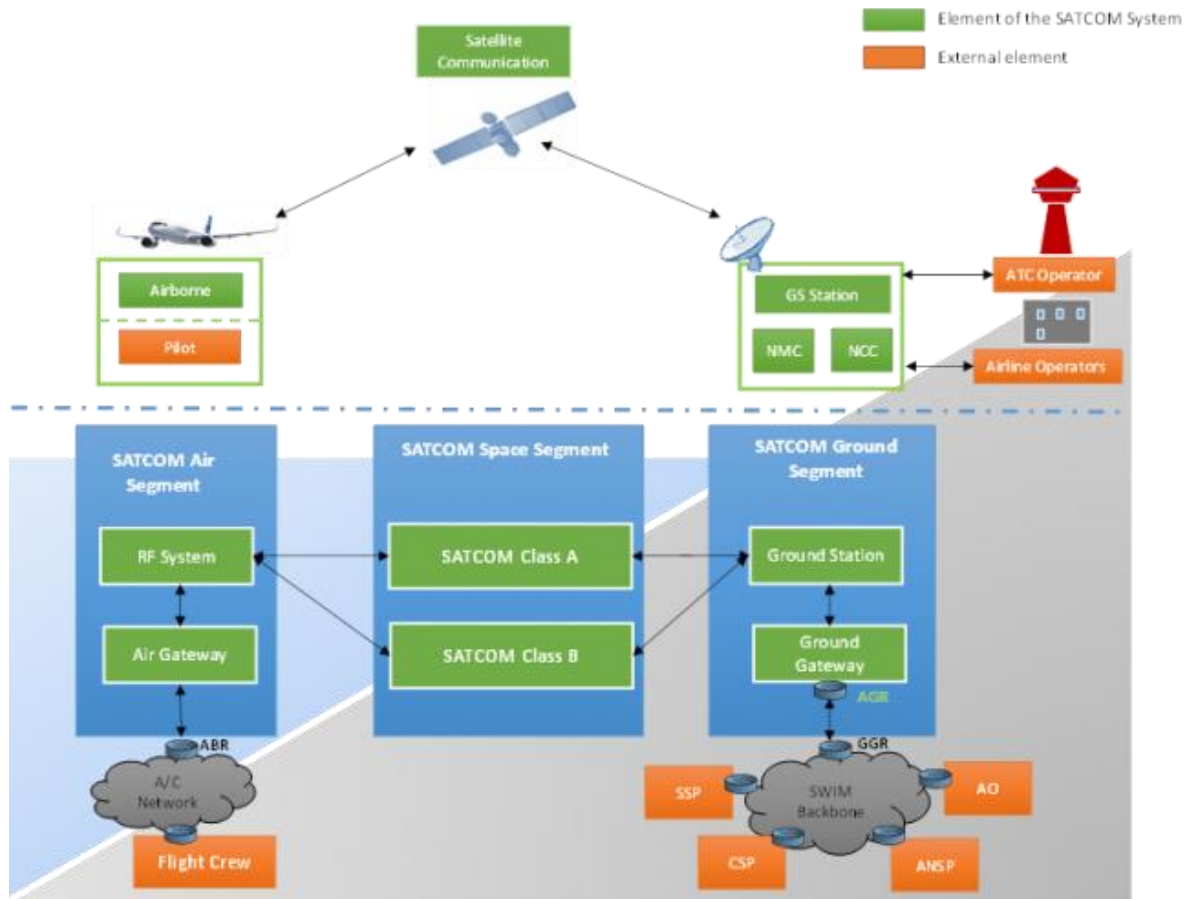 Element of the SATCOM System
External element
Satellite
Communication
Airborne
Pilot
GS Station
NMC
NCC
ATC Operator
Airline Operators
SATCOM Air
Segment
SATCOM Space Segment
SATCOM Ground
Segment
RF System
SATCOM Class A
Ground Station
Air Gateway
SATCOM Class B
Ground
Gateway
AGR
ABR
GGR
A/C
Network
SWIM
Backbone
SSP
AO
Flight Crew
CSP
ANSP